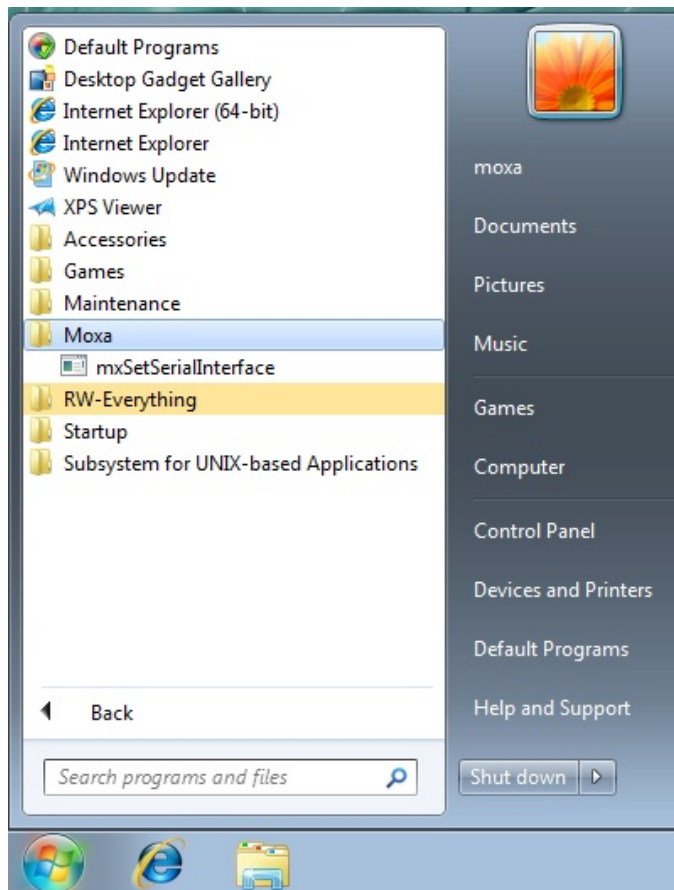 Default Programs
Desktop Gadget Gallery
Internet Explorer (64-bit)
Internet Explorer
Windows Update
XPS Viewer
Accessories
Games
Maintenance
Moxa
mxSetSerialInterface
RW-Everything
Startup
Subsystem for UNIX-based Applications
Back
Search programs and files
moxa
Documents
Pictures
Music
Games
Computer
Control Panel
Devices and Printers
Default Programs
Help and Support
Shut down